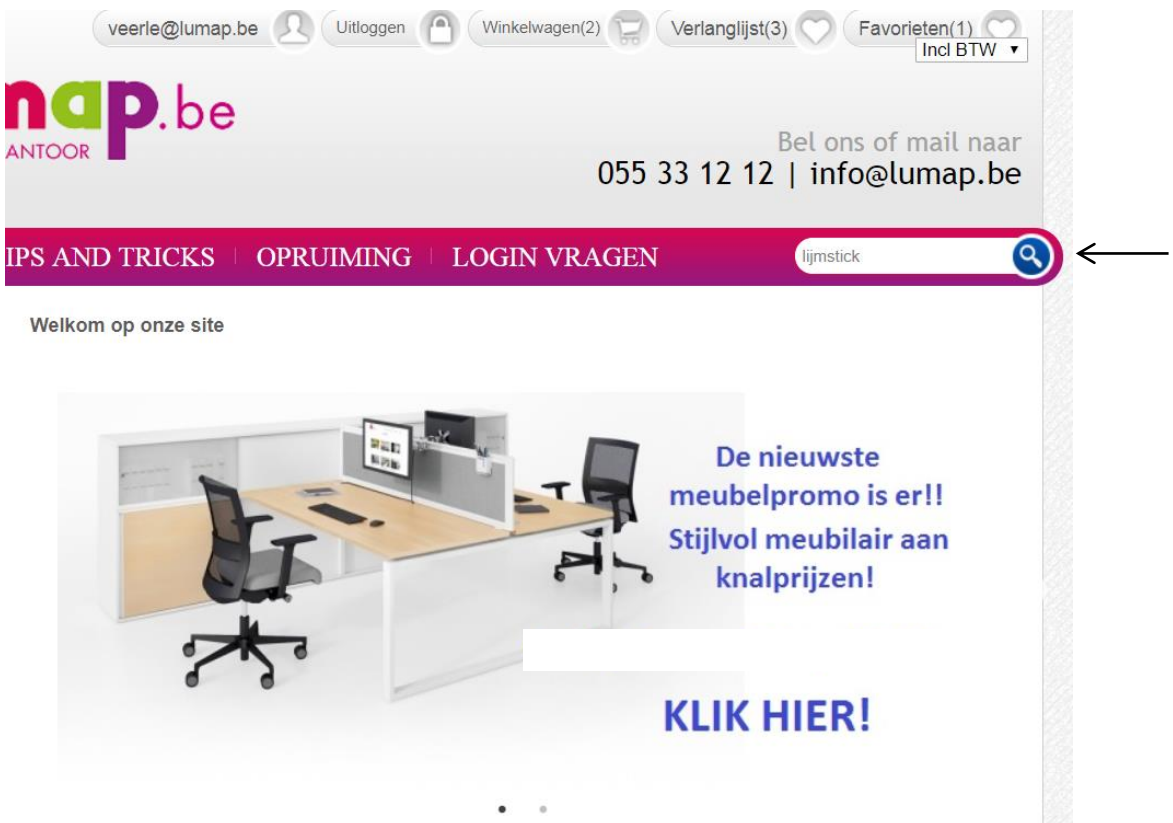 veerle@lumap.be Uitloggen Winkelwagen(2) Verlanglijst(3) Favorieten(1)
Incl BTW
map.be
ANTOOR
Bel ons of mail naar
055 33 12 12 | info@lumap.be
IPS AND TRICKS OPRUIMING LOGIN VRAGEN lijmstick
Welkom op onze site
De nieuwste
meubelpromo is er!!
Stijlvol meubilair aan
knalprijzen!
KLIK HIER!